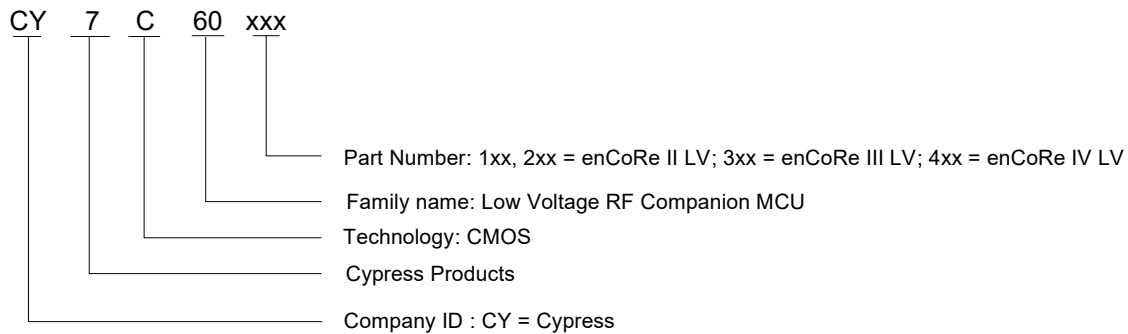 CY 7 C 60 xxx
Part Number: 1xx, 2xx = enCoRe II LV; 3xx = enCoRe III LV; 4xx = enCoRe IV LV
Family name: Low Voltage RF Companion MCU
Technology: CMOS
Cypress Products
Company ID : CY = Cypress